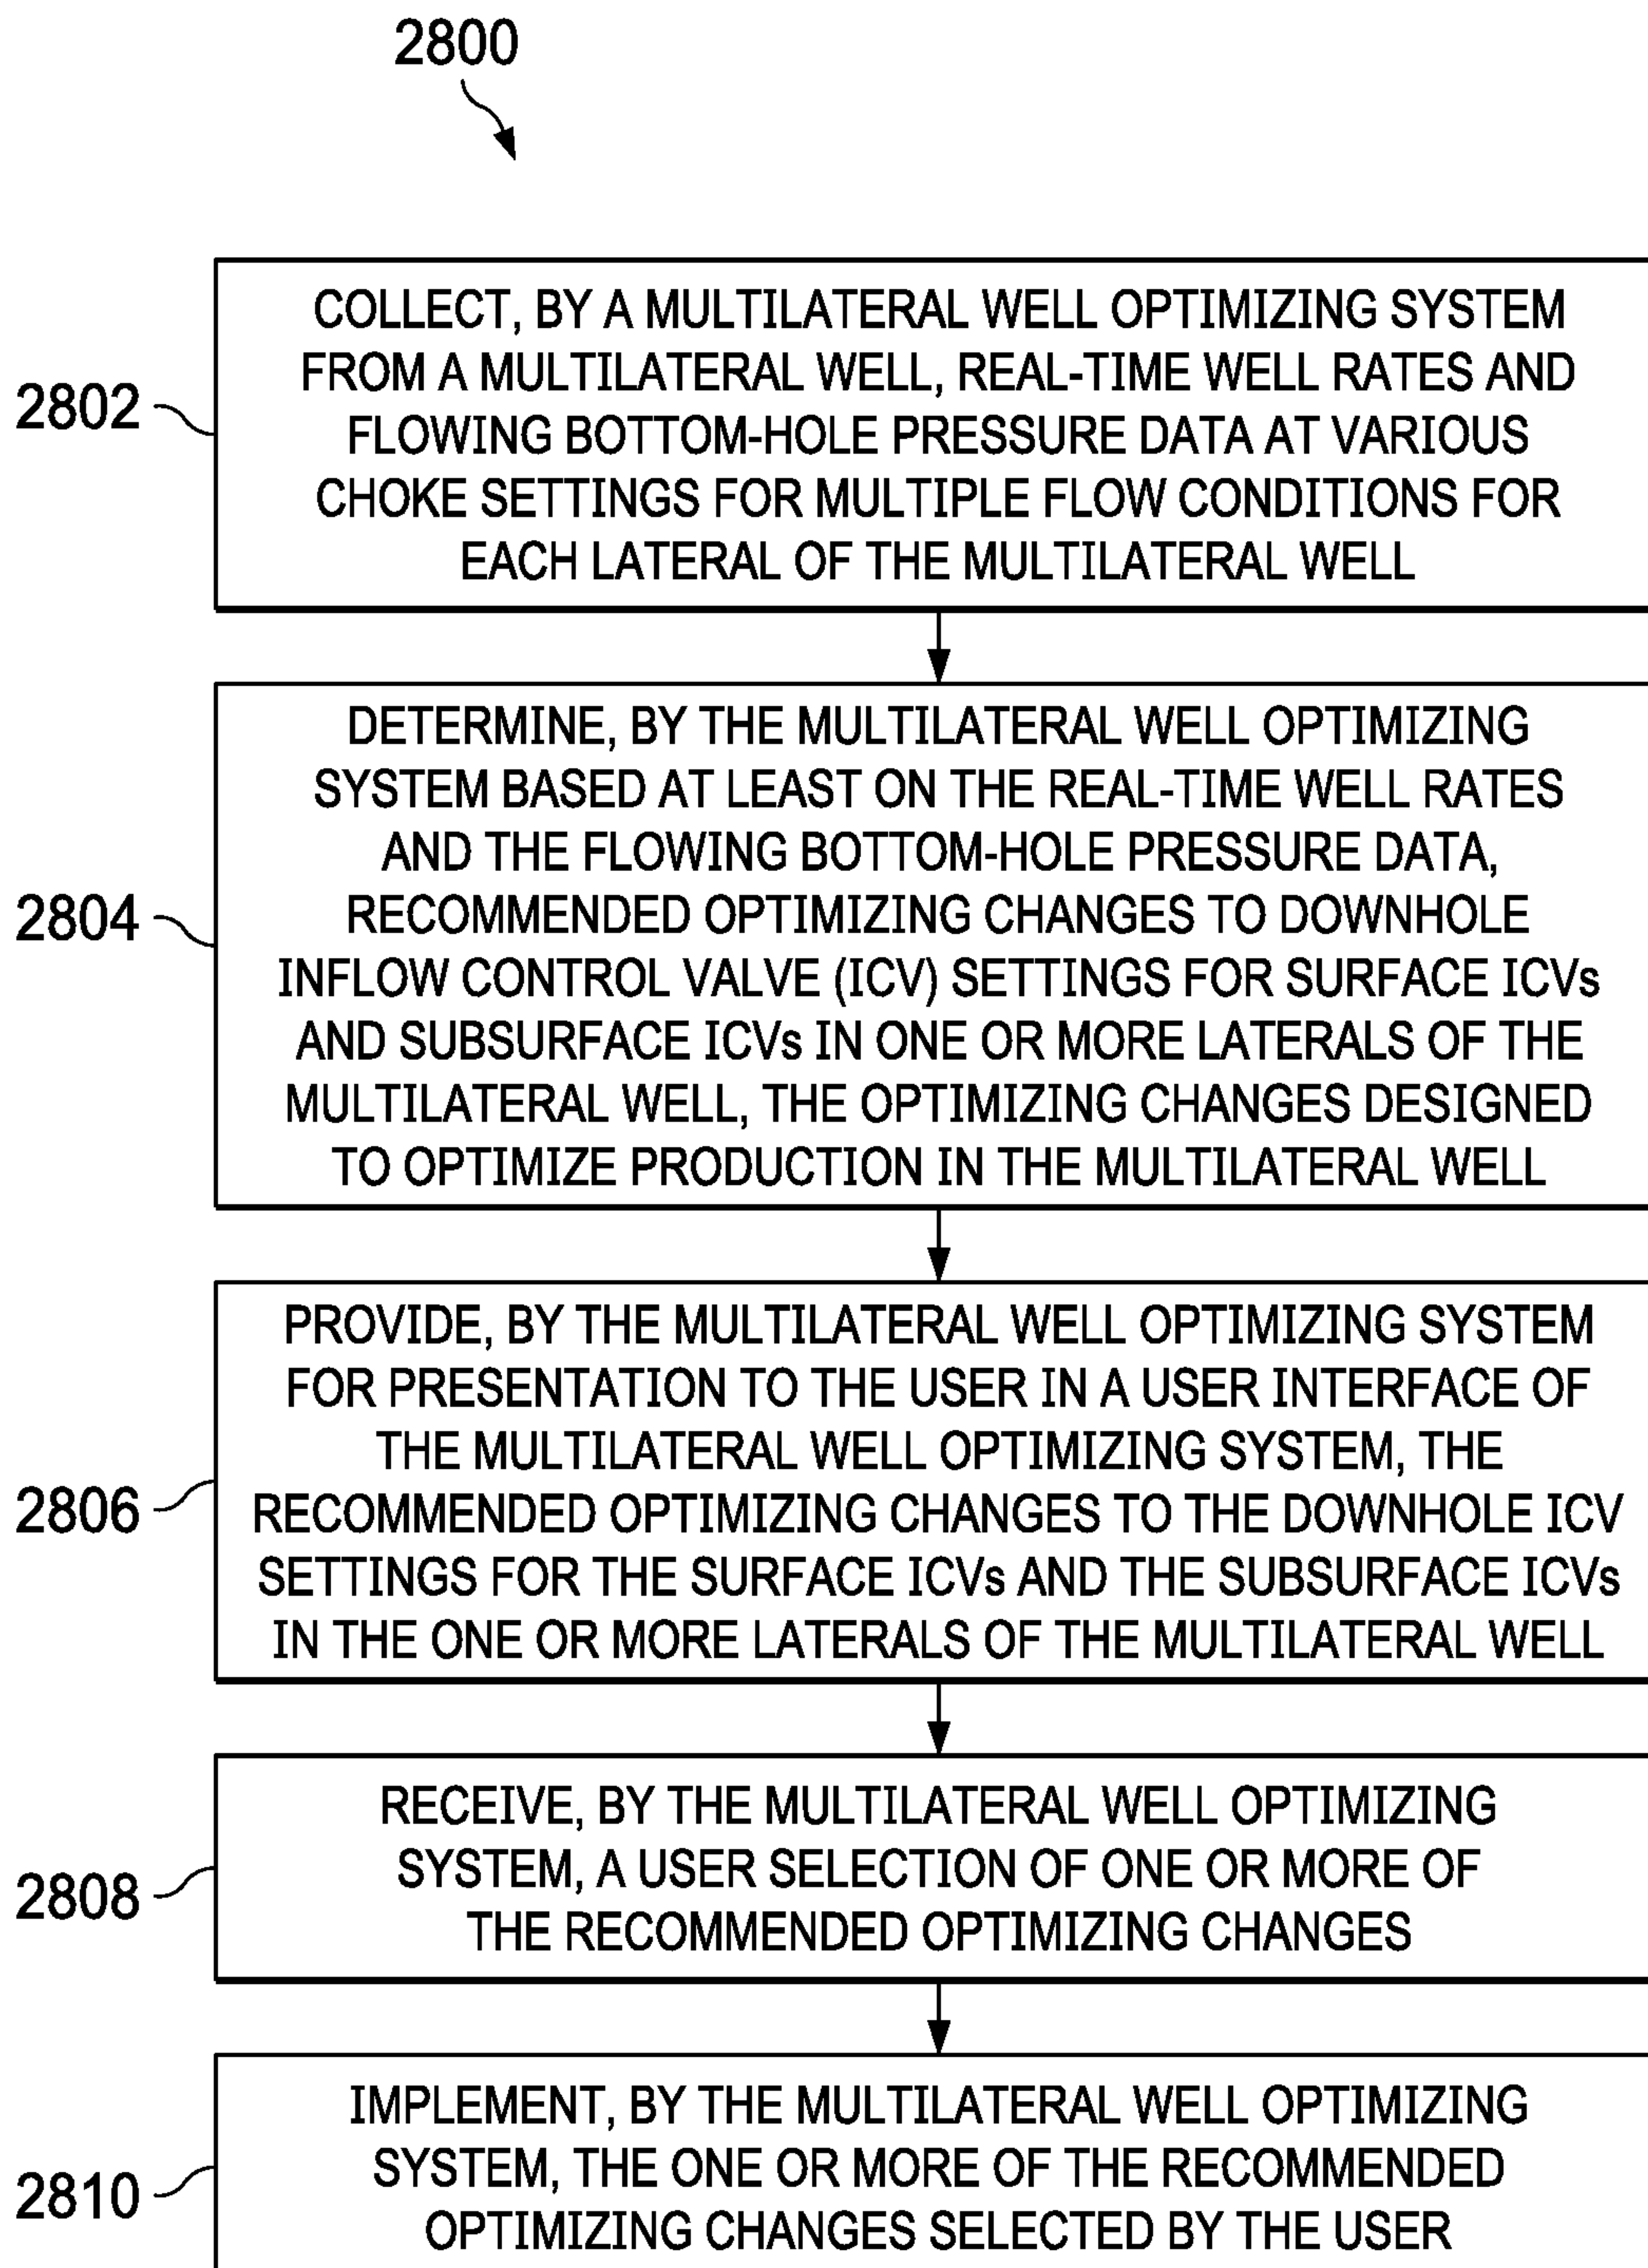 2800
2802
COLLECT, BY A MULTILATERAL WELL OPTIMIZING SYSTEM
FROM A MULTILATERAL WELL, REAL-TIME WELL RATES AND
FLOWING BOTTOM-HOLE PRESSURE DATA AT VARIOUS
CHOKE SETTINGS FOR MULTIPLE FLOW CONDITIONS FOR
EACH LATERAL OF THE MULTILATERAL WELL
2804
DETERMINE, BY THE MULTILATERAL WELL OPTIMIZING
SYSTEM BASED AT LEAST ON THE REAL-TIME WELL RATES
AND THE FLOWING BOTTOM-HOLE PRESSURE DATA,
RECOMMENDED OPTIMIZING CHANGES TO DOWNHOLE
INFLOW CONTROL VALVE (ICV) SETTINGS FOR SURFACE ICVs
AND SUBSURFACE ICVs IN ONE OR MORE LATERALS OF THE
MULTILATERAL WELL, THE OPTIMIZING CHANGES DESIGNED
TO OPTIMIZE PRODUCTION IN THE MULTILATERAL WELL
2806
PROVIDE, BY THE MULTILATERAL WELL OPTIMIZING SYSTEM
FOR PRESENTATION TO THE USER IN A USER INTERFACE OF
THE MULTILATERAL WELL OPTIMIZING SYSTEM, THE
RECOMMENDED OPTIMIZING CHANGES TO THE DOWNHOLE ICV
SETTINGS FOR THE SURFACE ICVs AND THE SUBSURFACE ICVs
IN THE ONE OR MORE LATERALS OF THE MULTILATERAL WELL
2808
RECEIVE, BY THE MULTILATERAL WELL OPTIMIZING
SYSTEM, A USER SELECTION OF ONE OR MORE OF
THE RECOMMENDED OPTIMIZING CHANGES
2810
IMPLEMENT, BY THE MULTILATERAL WELL OPTIMIZING
SYSTEM, THE ONE OR MORE OF THE RECOMMENDED
OPTIMIZING CHANGES SELECTED BY THE USER